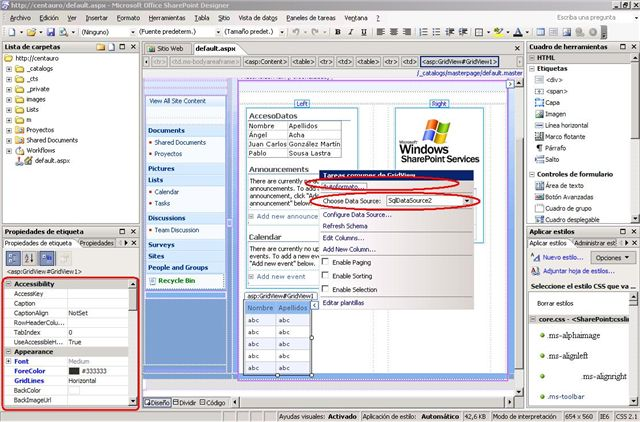 http://centauro/default.aspx - Microsoft Office SharePoint Designer
Archivo Edición Ver Insertar Formato Herramientas Tabla Sitio Vista de datos Panel de tareas Ventana ? Escriba una pregunta
(Ninguno) (Fuente predeterm.) (Tamaño predet.)
Lista de carpetas
http://centauro
_catalogs
_cts
_private
images
Lists
m
Proyectos
Shared Documents
Workflows
default.aspx
Propiedades de etiqueta
Propiedades de etiqueta Propiedades
<asp:GridView#GridView1>
Accessibility
AccessKey
Caption
CaptionAlign NotSet
RowHeaderColun...
TabIndex 0
UseAccessibleH... True
Appearance
Font Medium
ForeColor #333333
GridLines Horizontal
BackColor
BackImageUrl
Sitio Web default.aspx
<tr> <td.ms-bodyareaframe> <asp:Content> <table> <tr> <td> <table> <tr> <td> <asp:GridView#GridView1>
/_catalogs/masterpage/default.master
View All Site Content
Documents
Shared Documents
Proyectos
Pictures
Lists
Calendar
Tasks
Discussions
Team Discussion
Surveys
Sites
People and Groups
Recycle Bin
Left
AccesoDatos
Nombre Apellidos
Ángel Acha
Juan Carlos González Martín
Pablo Sousa Lastra
Announcements
There are currently no
announcements. To add
announcement, click "Add
announcement" below.
Add new announcement
Calendar
There are currently no up
events. To add a new eve
"Add new event" below.
Add new event
asp:GridView#GridView1
Nombre Apellidos
abc abc
abc abc
abc abc
abc abc
abc abc
Right
Microsoft
Windows
SharePoint Services
Tareas comunes de GridView
Autoformato...
Choose Data Source: SqlDataSource2
Configure Data Source...
Refresh Schema
Edit Columns...
Add New Column...
Enable Paging
Enable Sorting
Enable Selection
Editar plantillas
Diseño Dividir Código
Cuadro de herramientas
HTML
Etiquetas
<div>
<span>
Capa
Imagen
Línea horizontal
Marco flotante
Párrafo
Salto
Controles de formulario
Área de texto
Botón Avanzado
Cuadro de grupo
Cuadro desplegable
Aplicar estilos
Aplicar estilos Administrar est
Nuevo estilo... Opciones
Adjuntar hoja de estilos...
Seleccione el estilo CSS que va
Borrar estilos
core.css - <SharePoint:csslin
.ms-alphaimage
.ms-alignleft
.ms-alignright
.ms-toolbar
Ayudas visuales: Activado Aplicación de estilo: Automático 42,6 KB Modo de interpretación 654 x 560 IE 6.0 CSS 2.1